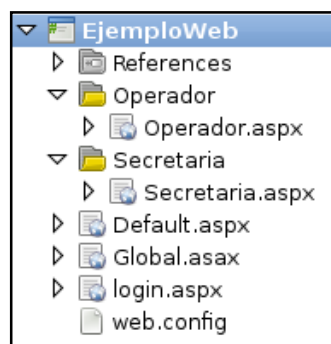 EjemploWeb
References
Operador
Operador.aspx
Secretaria
Secretaria.aspx
Default.aspx
Global.asax
login.aspx
web.config